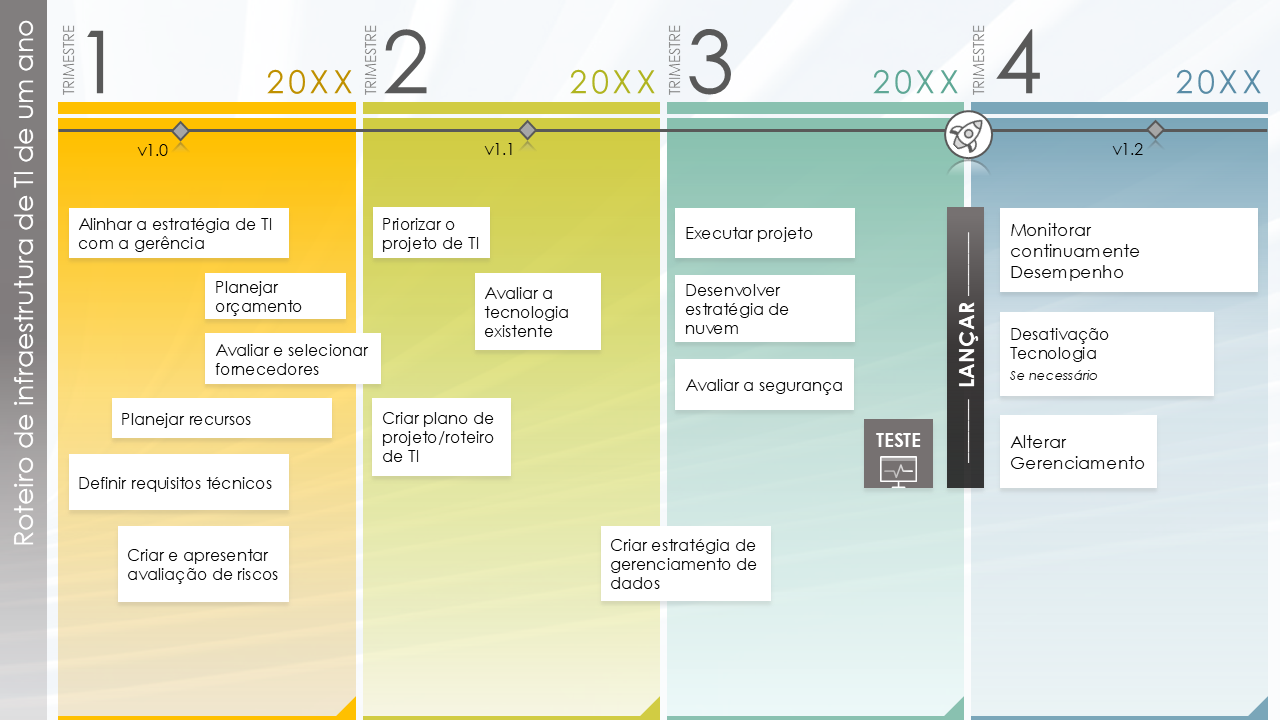 Roteiro de infraestrutura de TI de um ano
TRIMESTRE
1
20XX
TRIMESTRE
2
20XX
TRIMESTRE
3
20XX
TRIMESTRE
4
20XX
v1.0
v1.1
v1.2
Alinhar a estratégia de TI
com a gerência
Planejar
orçamento
Avaliar e selecionar
fornecedores
Planejar recursos
Definir requisitos técnicos
Criar e apresentar
avaliação de riscos
Priorizar o
projeto de TI
Avaliar a
tecnologia
existente
Criar plano de
projeto/roteiro
de TI
Criar estratégia de
gerenciamento de
dados
Executar projeto
Desenvolver
estratégia de
nuvem
Avaliar a segurança
TESTE
LANÇAR
Monitorar
continuamente
Desempenho
Desativação
Tecnologia
Se necessário
Alterar
Gerenciamento